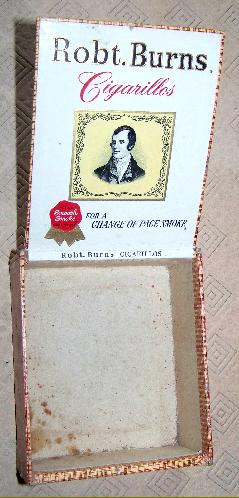 Robt. Burns.
Cigarillos
FOR A
CHANGE OF PACE SMOKE
Robt. Burns CIGARILLOS